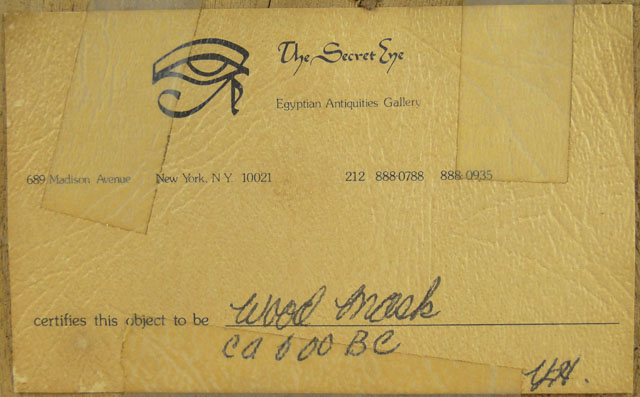 The Secret Eye
Egyptian Antiquities Gallery
689 Madison Avenue New York, N.Y. 10021 212 888-0788 888-0935
certifies this object to be wood mask
ca 600 BC